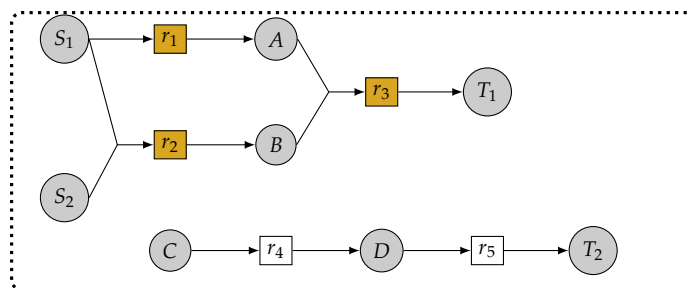 S₁ r₁ A
r₃ T₁
r₂ B
S₂
C r₄ D r₅ T₂